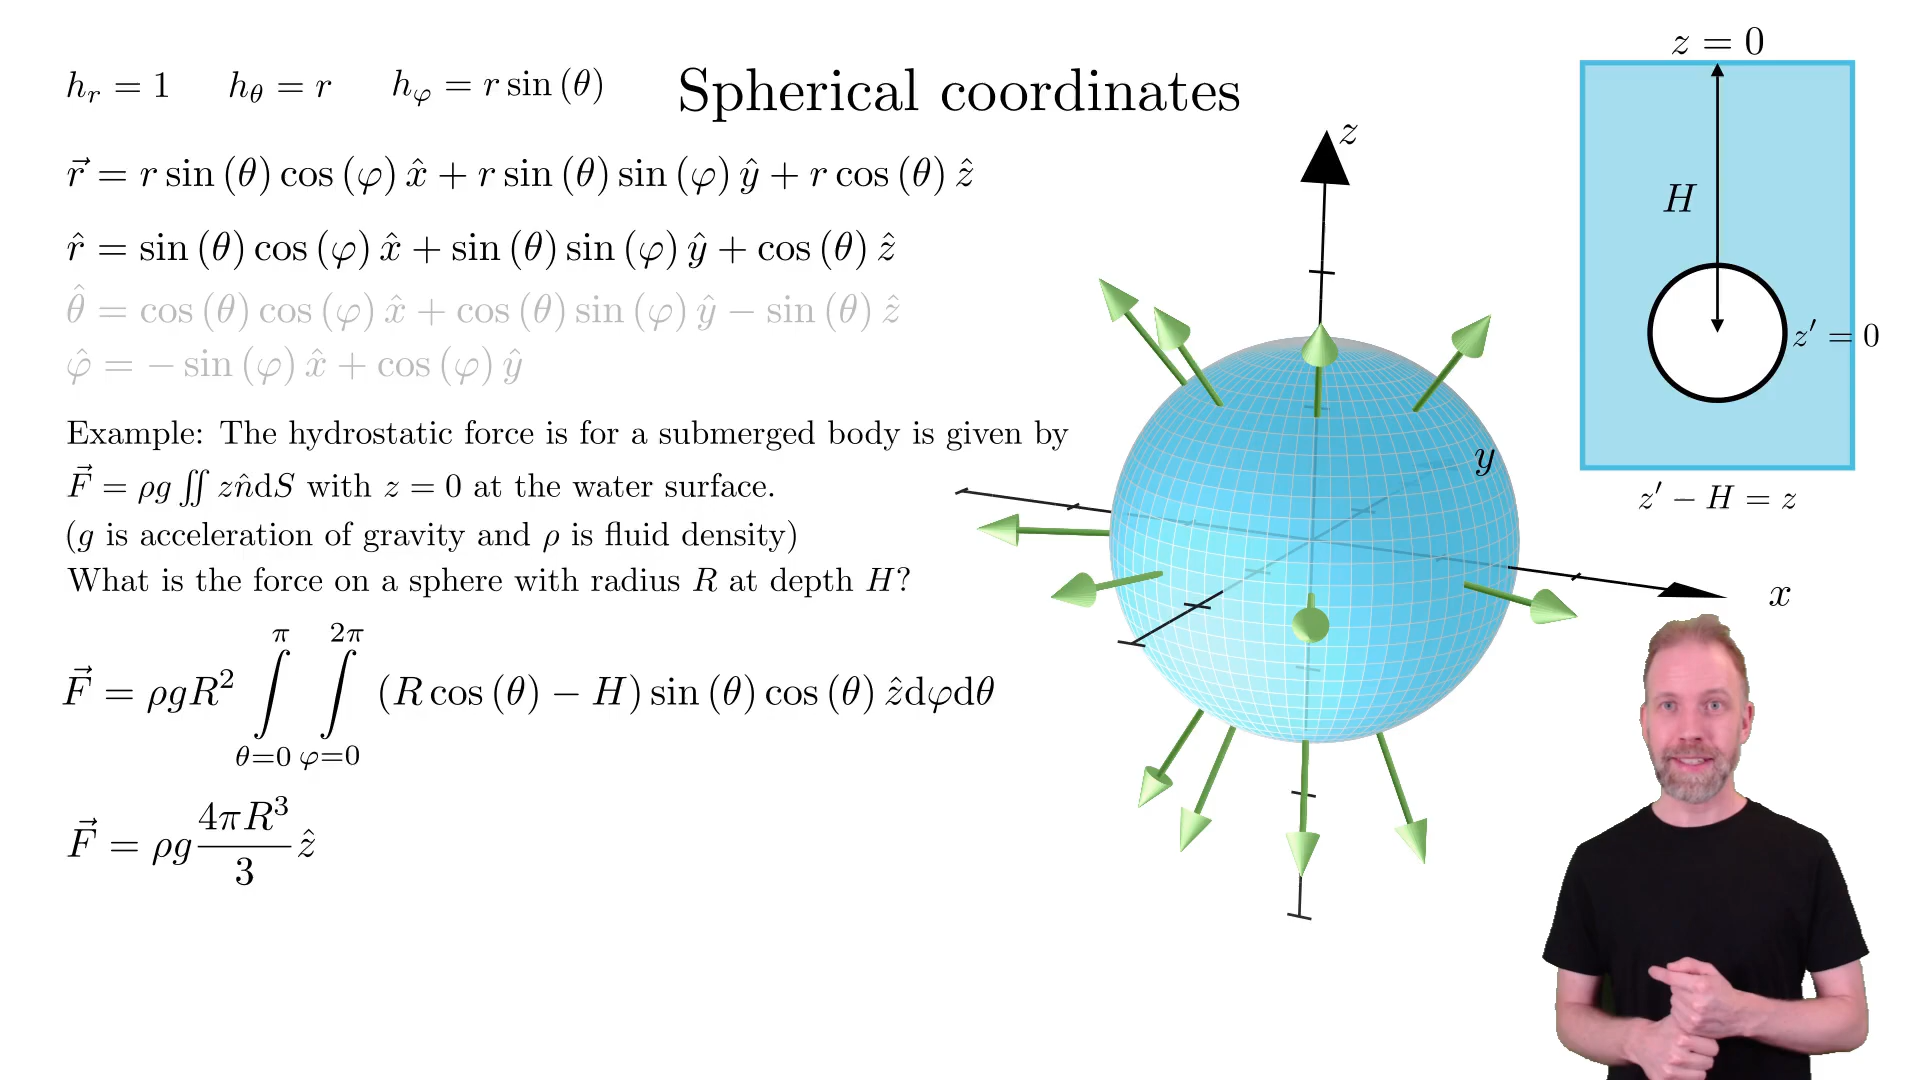 h_r = 1 h_θ = r h_φ = r sin (θ)
Spherical coordinates
r⃗ = r sin (θ) cos (φ) x̂ + r sin (θ) sin (φ) ŷ + r cos (θ) ẑ
r̂ = sin (θ) cos (φ) x̂ + sin (θ) sin (φ) ŷ + cos (θ) ẑ
θ̂ = cos (θ) cos (φ) x̂ + cos (θ) sin (φ) ŷ − sin (θ) ẑ
φ̂ = − sin (φ) x̂ + cos (φ) ŷ
Example: The hydrostatic force is for a submerged body is given by
F⃗ = ρg ∬ zn̂dS with z = 0 at the water surface.
(g is acceleration of gravity and ρ is fluid density)
What is the force on a sphere with radius R at depth H?
F⃗ = ρgR² ∫_{θ=0}^{π} ∫_{φ=0}^{2π} (R cos (θ) − H) sin (θ) cos (θ) ẑdφdθ
F⃗ = ρg 4πR³/3 ẑ
z
y
x
z = 0
H
z′ = 0
z′ − H = z